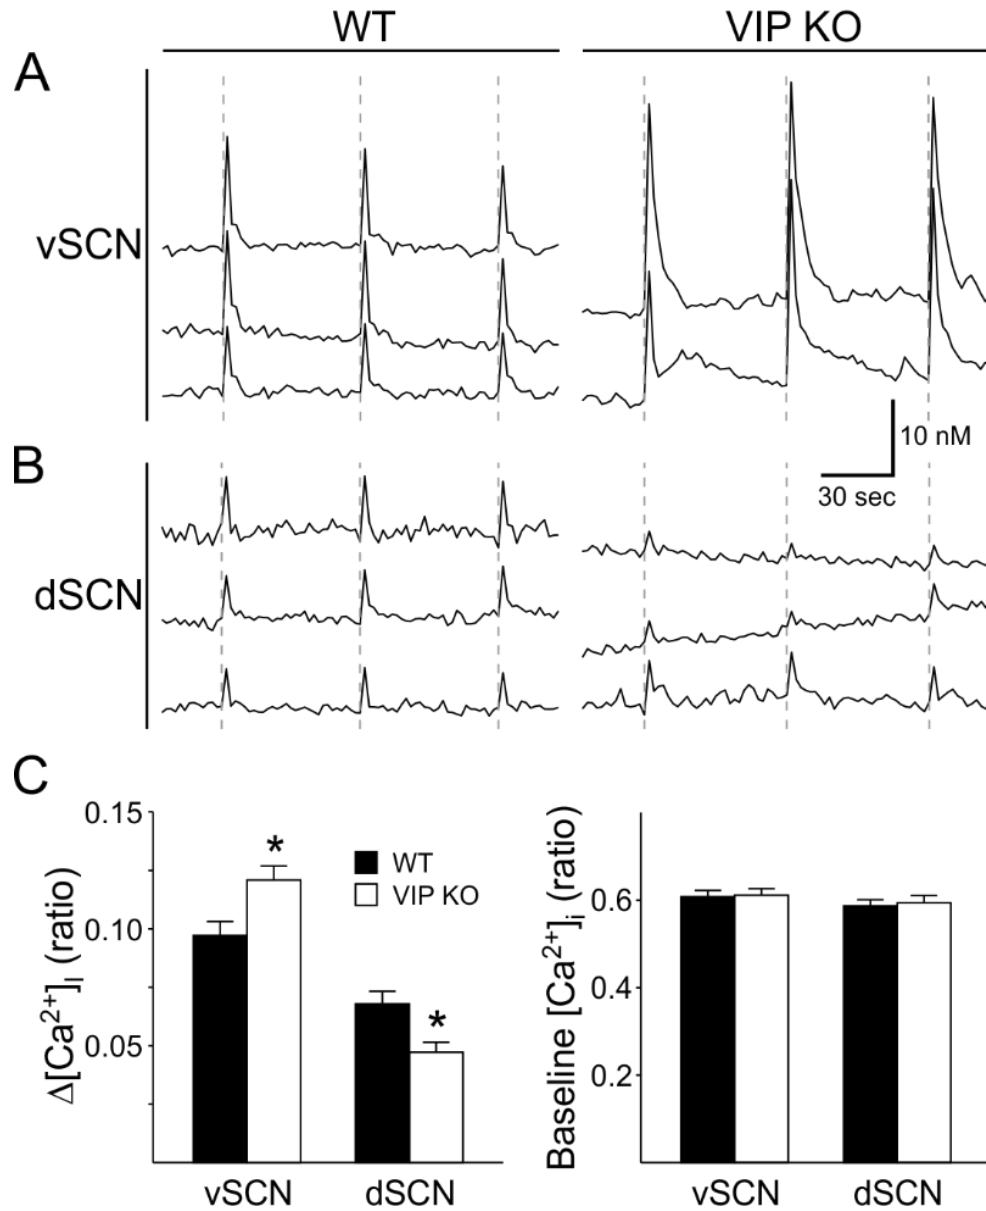 WT VIP KO
A
vSCN
10 nM
30 sec
B
dSCN
C
0.15
0.10
0.05
Δ[Ca²⁺]ᵢ (ratio)
*
*
WT
VIP KO
vSCN dSCN
Baseline [Ca²⁺]ᵢ (ratio)
0.6
0.4
0.2
vSCN dSCN